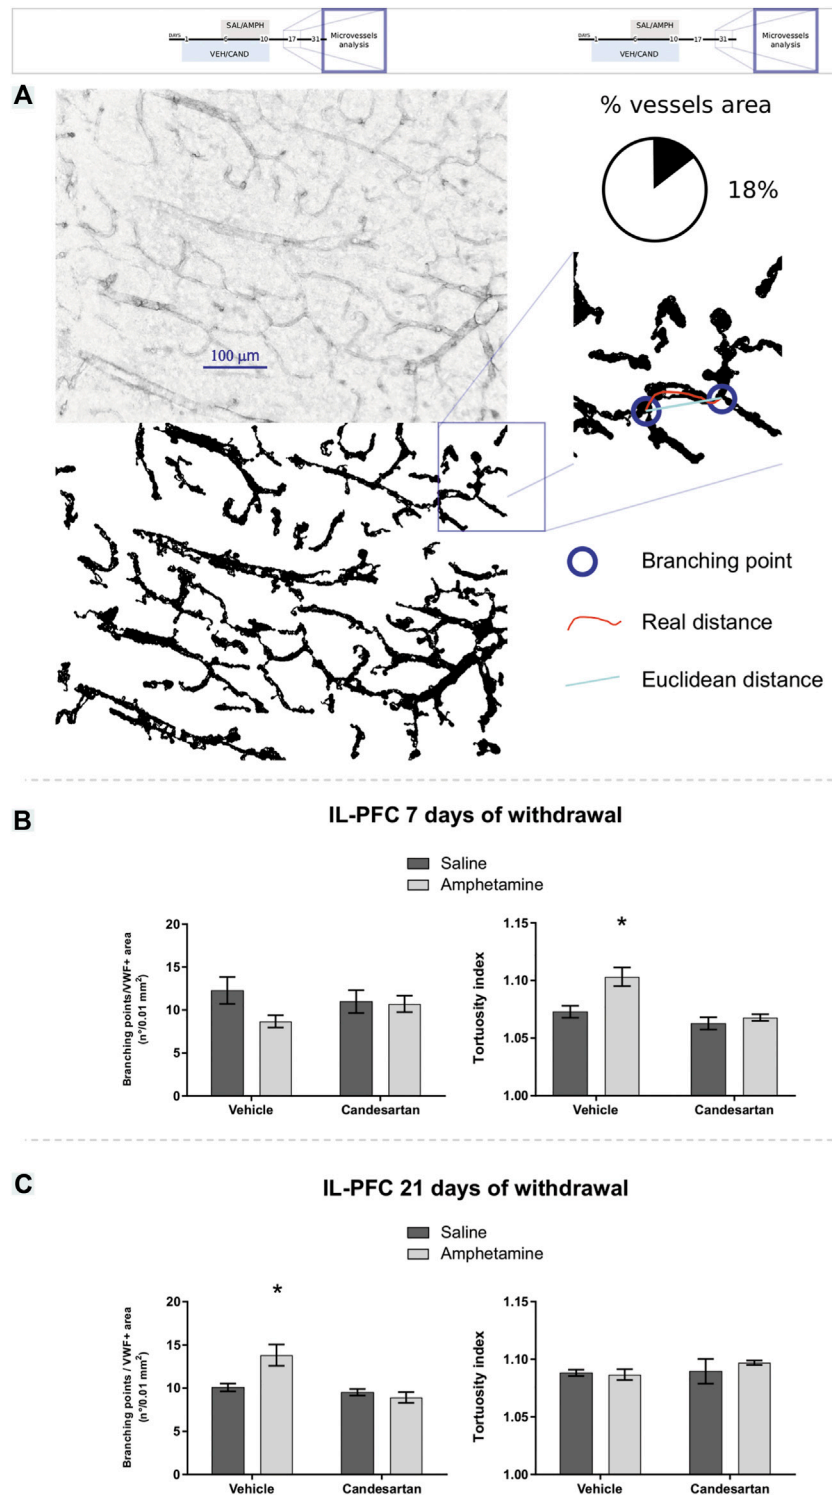 SAL/AMPH
DAYS 1 6 10 17 31
VEH/CAND
Microvessels
analysis
SAL/AMPH
DAYS 1 6 10 17 31
VEH/CAND
Microvessels
analysis
A
% vessels area
18%
100 µm
Branching point
Real distance
Euclidean distance
B
IL-PFC 7 days of withdrawal
Saline
Amphetamine
Branching points/VWF+ area
(n°/0.01 mm²)
20
15
10
5
0
Vehicle Candesartan
Tortuosity index
1.15
1.10
1.05
1.00
*
Vehicle Candesartan
C
IL-PFC 21 days of withdrawal
Saline
Amphetamine
Branching points / VWF+ area
(n°/0.01 mm²)
20
15
10
5
0
*
Vehicle Candesartan
Tortuosity index
1.15
1.10
1.05
1.00
Vehicle Candesartan